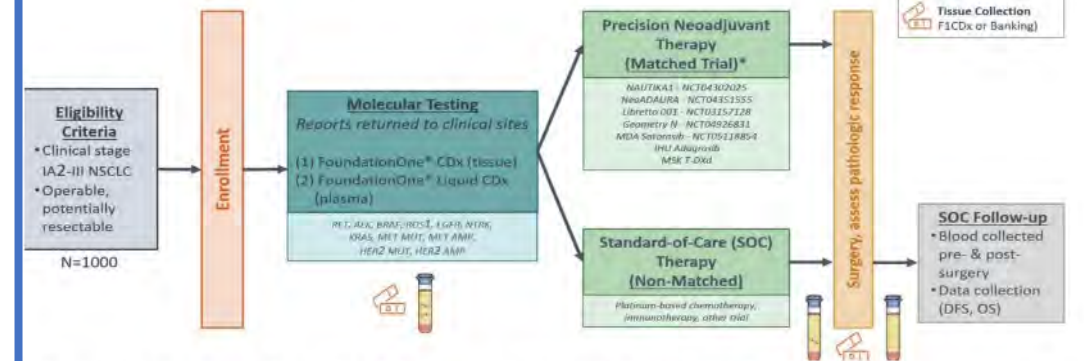 Tissue Collection
F1CDx or Banking)
Eligibility
Criteria
•Clinical stage
IA2-III NSCLC
•Operable,
potentially
resectable
N=1000
Enrollment
Molecular Testing
Reports returned to clinical sites
(1) FoundationOne® CDx (tissue)
(2) FoundationOne® Liquid CDx
(plasma)
RET, ALK, BRAF, ROS1, EGFR, NTRK,
KRAS, MET MUT, MET AMP,
HER2 MUT, HER2 AMP
Precision Neoadjuvant
Therapy
(Matched Trial)*
NAUTIKA1 - NCT04302025
NeoADAURA - NCT04351555
Libretto 001 - NCT03157128
Geometry N - NCT04926831
MDA Sotorasib - NCT05118854
IHU Adagrasib
MSK T-DXd
Standard-of-Care (SOC)
Therapy
(Non-Matched)
Platinum-based chemotherapy,
immunotherapy, other trial
Surgery, assess pathologic response
SOC Follow-up
•Blood collected
pre- & post-
surgery
•Data collection
(DFS, OS)